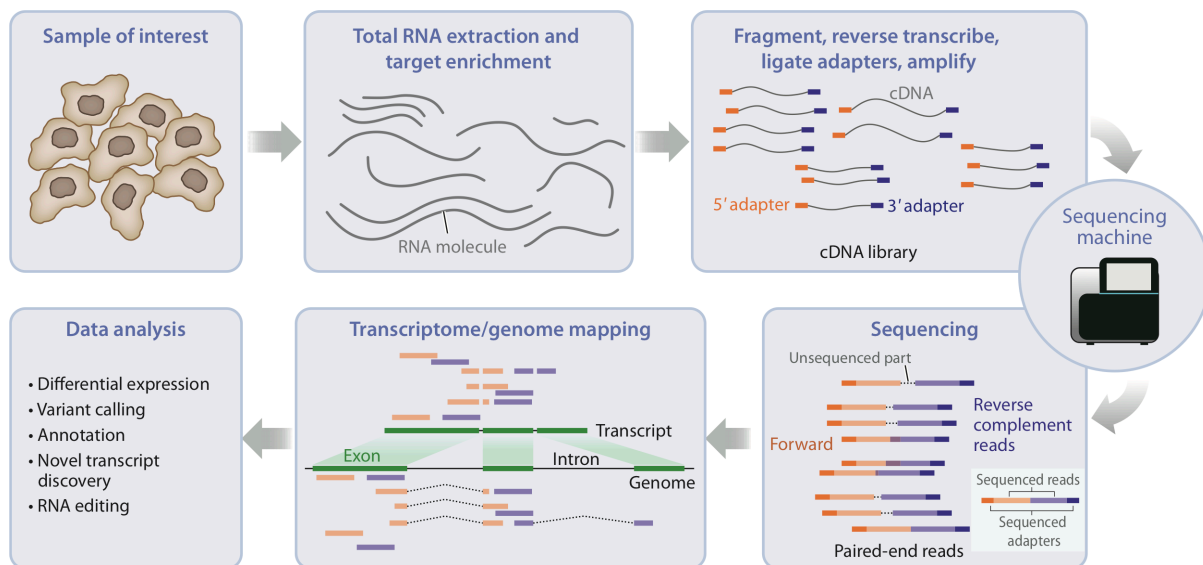 Sample of interest
Total RNA extraction and
target enrichment
RNA molecule
Fragment, reverse transcribe,
ligate adapters, amplify
cDNA
5′ adapter
3′ adapter
cDNA library
Sequencing
machine
Sequencing
Unsequenced part
Reverse
complement
reads
Forward
Sequenced reads
Sequenced
adapters
Paired-end reads
Transcriptome/genome mapping
Transcript
Exon
Intron
Genome
Data analysis
• Differential expression
• Variant calling
• Annotation
• Novel transcript
discovery
• RNA editing